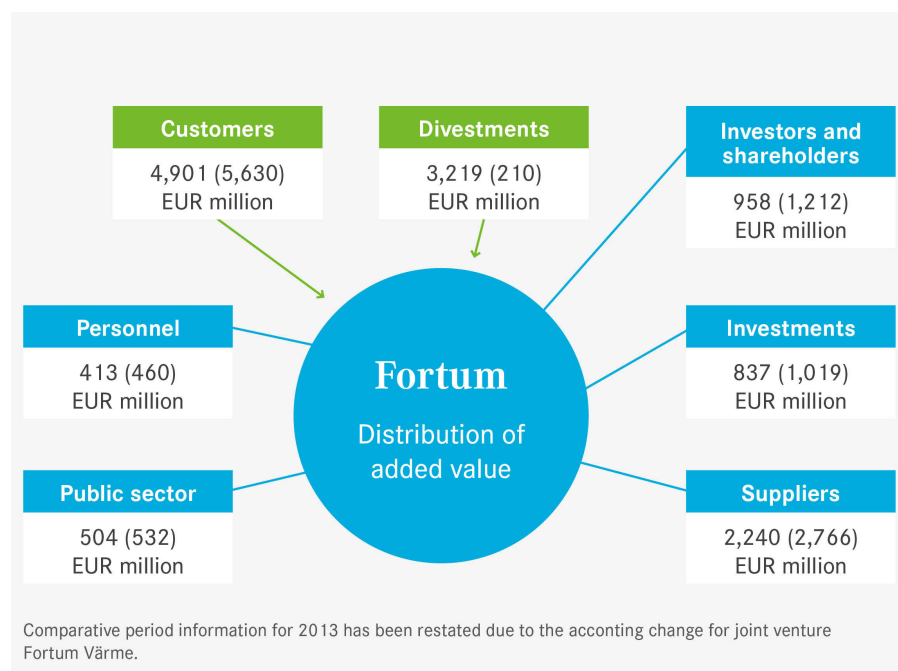 Customers
4,901 (5,630)
EUR million
Divestments
3,219 (210)
EUR million
Investors and
shareholders
958 (1,212)
EUR million
Personnel
413 (460)
EUR million
Fortum
Distribution of
added value
Investments
837 (1,019)
EUR million
Public sector
504 (532)
EUR million
Suppliers
2,240 (2,766)
EUR million
Comparative period information for 2013 has been restated due to the acconting change for joint venture
Fortum Värme.